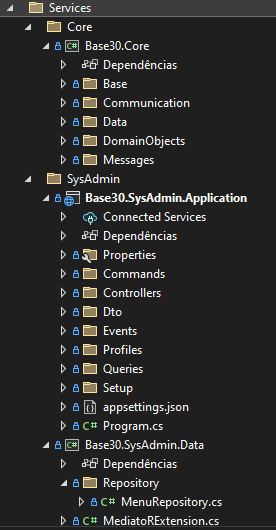 Services
Core
Base30.Core
Dependências
Base
Communication
Data
DomainObjects
Messages
SysAdmin
Base30.SysAdmin.Application
Connected Services
Dependências
Properties
Commands
Controllers
Dto
Events
Profiles
Queries
Setup
appsettings.json
C# Program.cs
C# Base30.SysAdmin.Data
Dependências
Repository
C# MenuRepository.cs
C# MediatoRExtension.cs